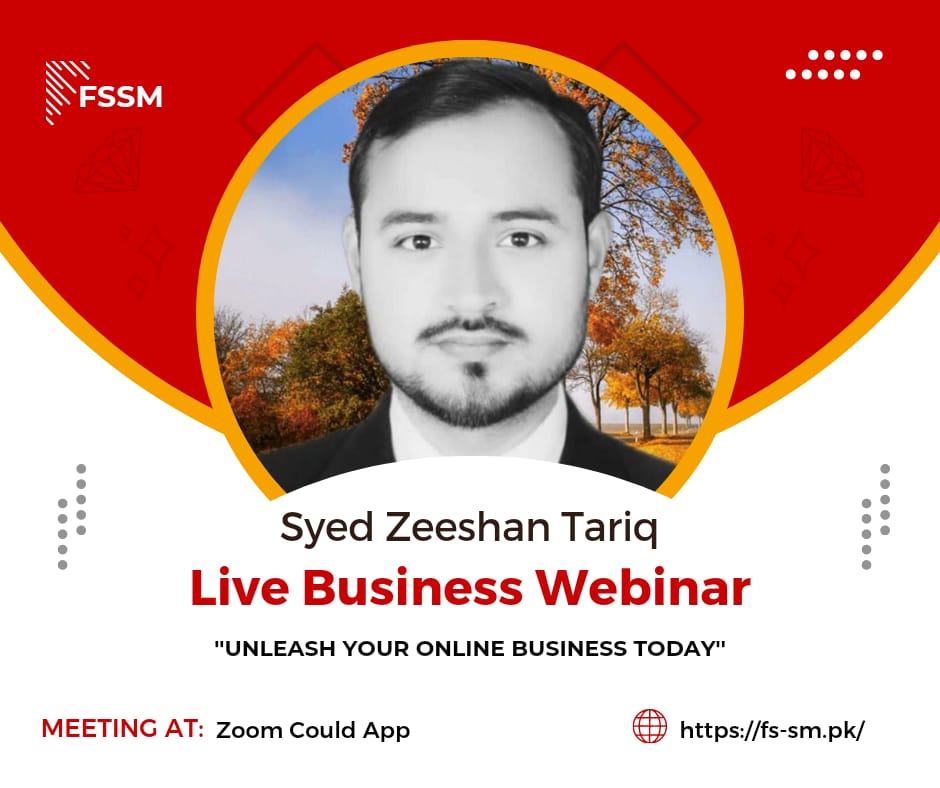 FSSM
Syed Zeeshan Tariq
Live Business Webinar
"UNLEASH YOUR ONLINE BUSINESS TODAY"
MEETING AT: Zoom Could App
https://fs-sm.pk/